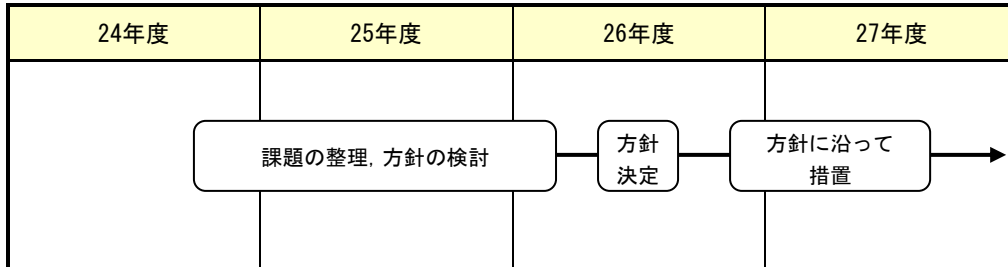 24年度
25年度
26年度
27年度
課題の整理，方針の検討
方針
決定
方針に沿って
措置